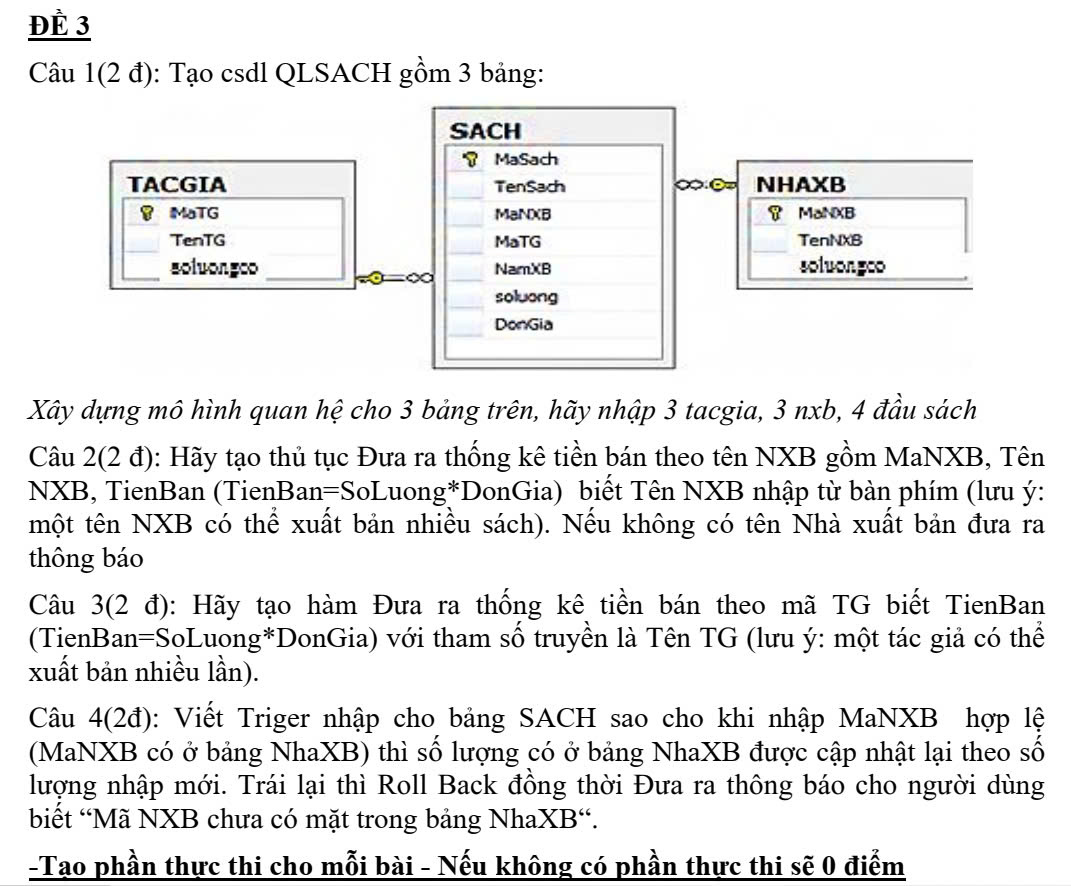 ĐỀ 3
Câu 1(2 đ): Tạo csdl QLSACH gồm 3 bảng:
TACGIA
MaTG
TenTG
soluongco
SACH
MaSach
TenSach
MaNXB
MaTG
NamXB
soluong
DonGia
NHAXB
MaNXB
TenNXB
soluongco
Xây dựng mô hình quan hệ cho 3 bảng trên, hãy nhập 3 tacgia, 3 nxb, 4 đầu sách
Câu 2(2 đ): Hãy tạo thủ tục Đưa ra thống kê tiền bán theo tên NXB gồm MaNXB, Tên
NXB, TienBan (TienBan=SoLuong*DonGia) biết Tên NXB nhập từ bàn phím (lưu ý:
một tên NXB có thể xuất bản nhiều sách). Nếu không có tên Nhà xuất bản đưa ra
thông báo
Câu 3(2 đ): Hãy tạo hàm Đưa ra thống kê tiền bán theo mã TG biết TienBan
(TienBan=SoLuong*DonGia) với tham số truyền là Tên TG (lưu ý: một tác giả có thể
xuất bản nhiều lần).
Câu 4(2đ): Viết Triger nhập cho bảng SACH sao cho khi nhập MaNXB hợp lệ
(MaNXB có ở bảng NhaXB) thì số lượng có ở bảng NhaXB được cập nhật lại theo số
lượng nhập mới. Trái lại thì Roll Back đồng thời Đưa ra thông báo cho người dùng
biết “Mã NXB chưa có mặt trong bảng NhaXB“.
-Tạo phần thực thi cho mỗi bài - Nếu không có phần thực thi sẽ 0 điểm